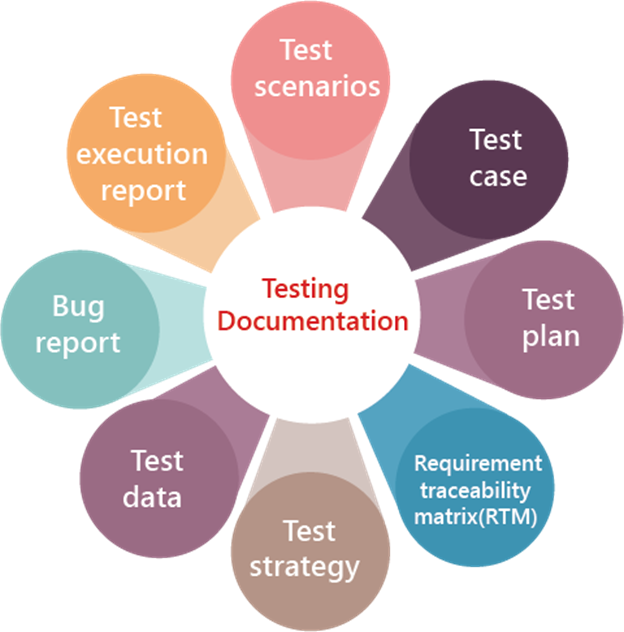 Test
scenarios
Test
case
Test
plan
Requirement
traceability
matrix(RTM)
Test
strategy
Test
data
Bug
report
Test
execution
report
Testing
Documentation